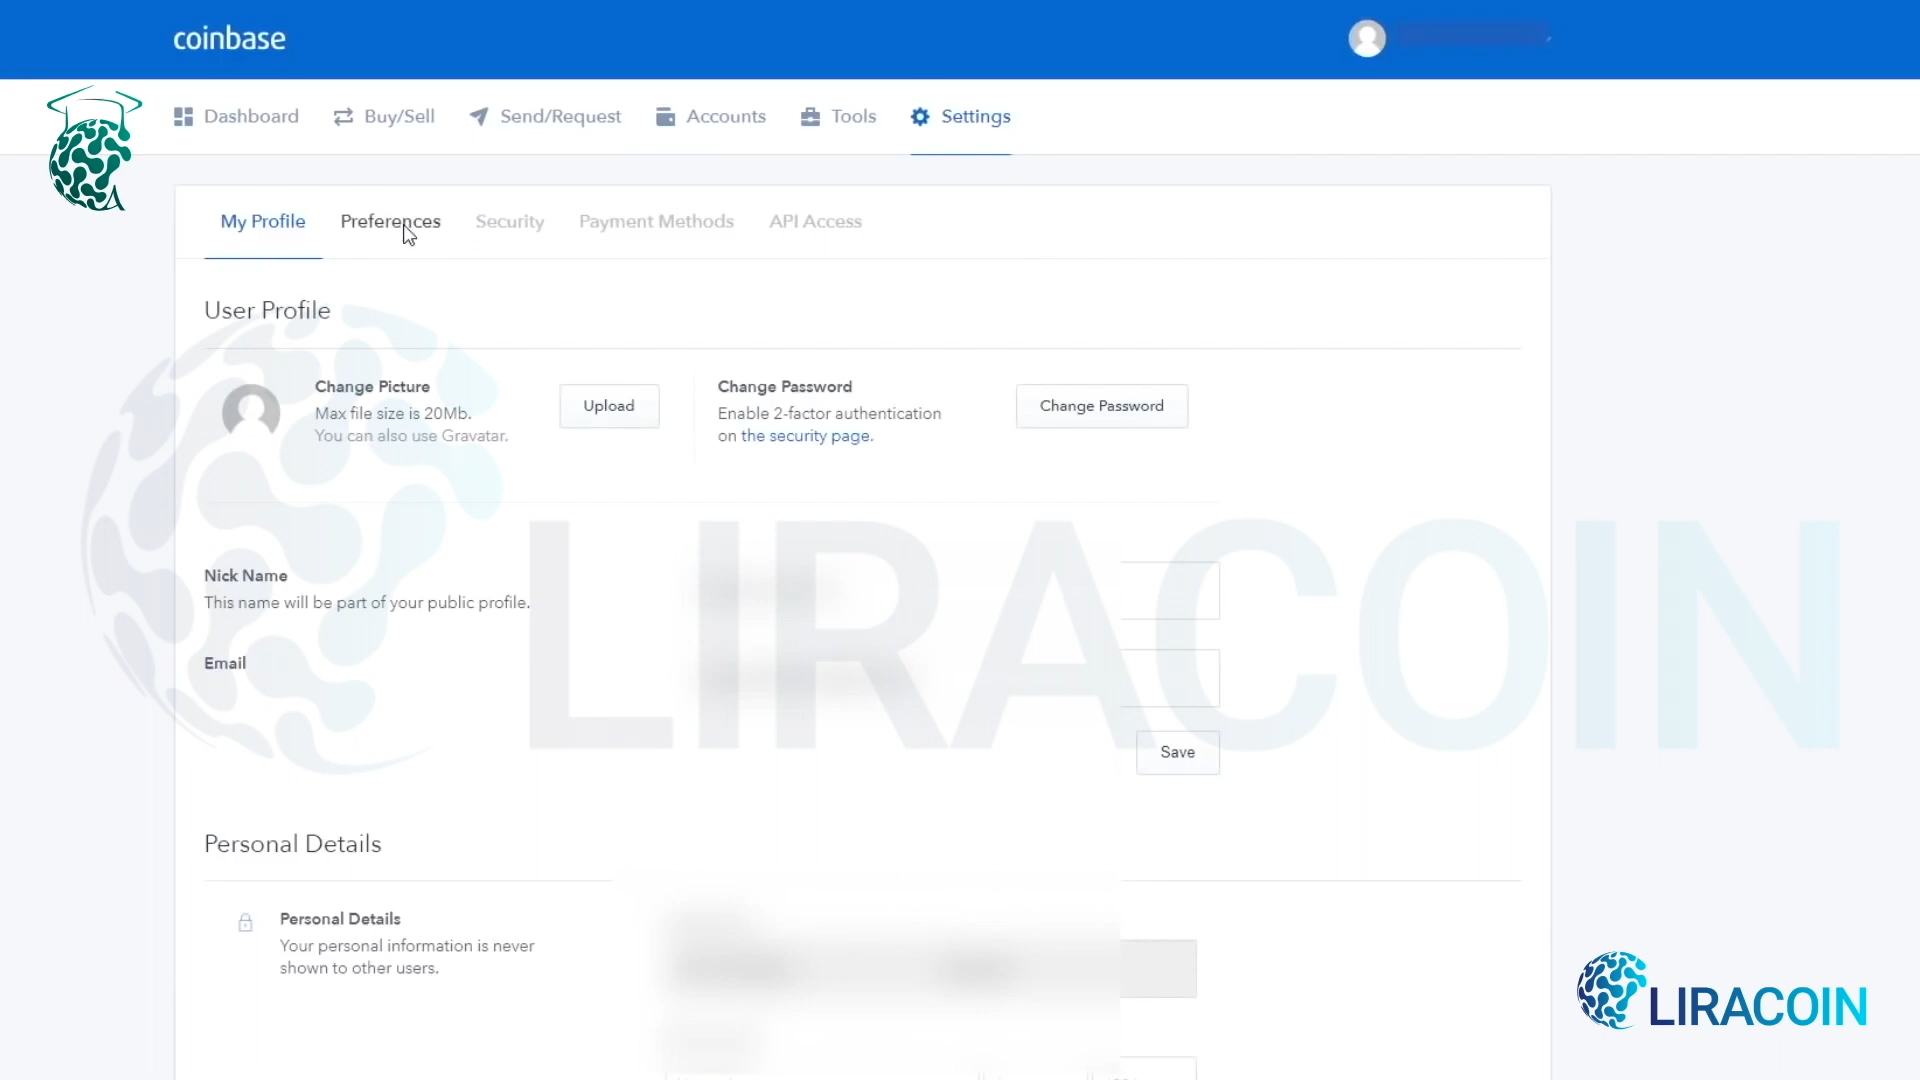 coinbase
Dashboard
Buy/Sell
Send/Request
Accounts
Tools
Settings
My Profile
Preferences
Security
Payment Methods
API Access
User Profile
Change Picture
Max file size is 20Mb.
You can also use Gravatar.
Upload
Change Password
Enable 2-factor authentication
on the security page.
Change Password
LIRACOIN
Nick Name
This name will be part of your public profile.
Email
Save
Personal Details
Personal Details
Your personal information is never
shown to other users.
LIRACOIN